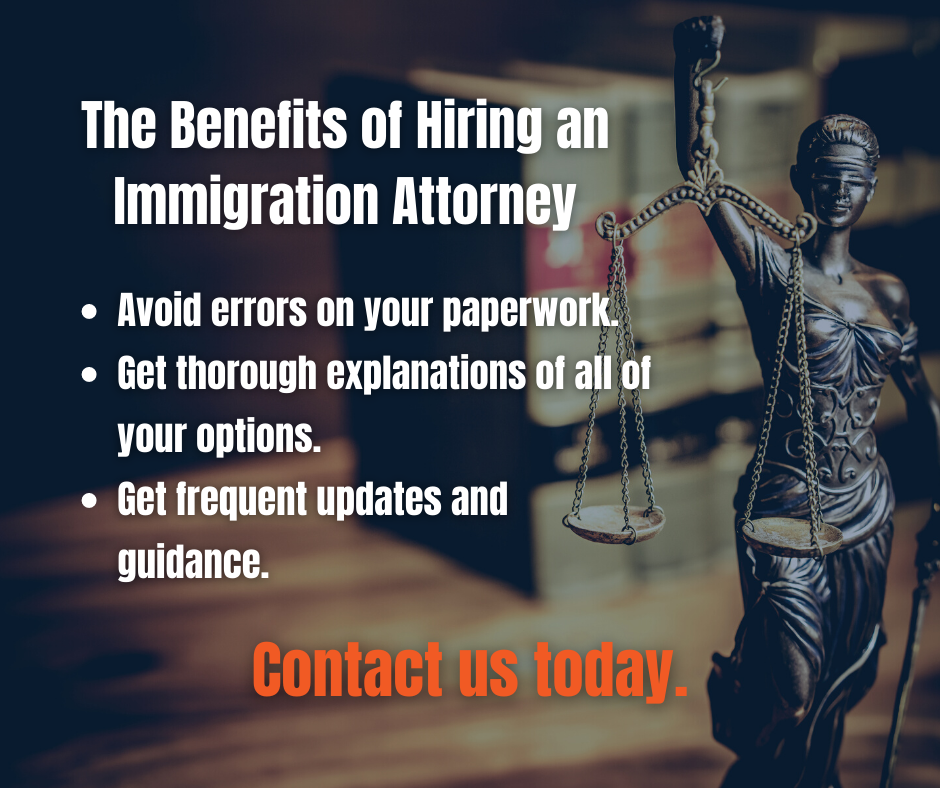 The Benefits of Hiring an
Immigration Attorney
• Avoid errors on your paperwork.
• Get thorough explanations of all of
your options.
• Get frequent updates and
guidance.
Contact us today.